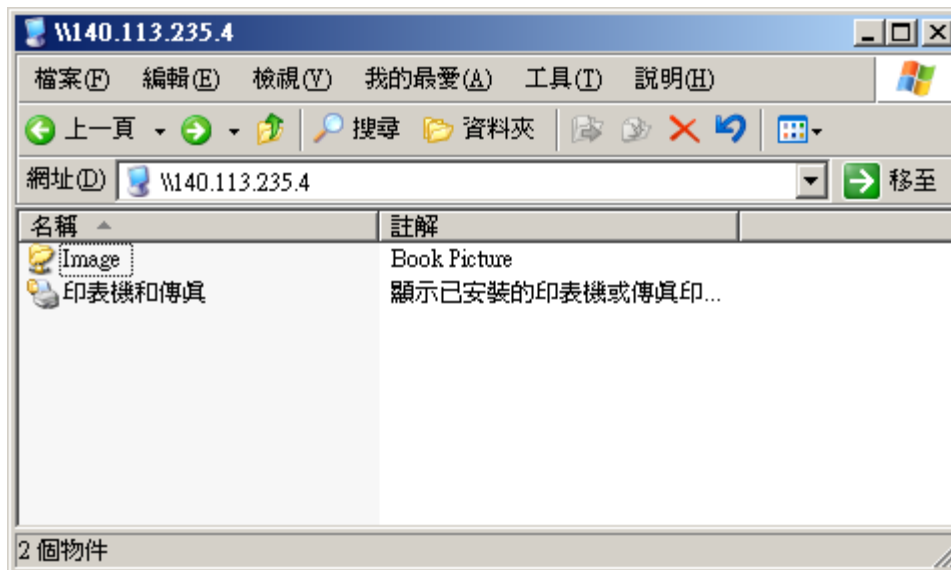 \\140.113.235.4
檔案(F) 編輯(E) 檢視(V) 我的最愛(A) 工具(T) 說明(H)
上一頁 搜尋 資料夾
網址(D) \\140.113.235.4 移至
名稱 註解
Image Book Picture
印表機和傳真 顯示已安裝的印表機或傳真印...
2 個物件